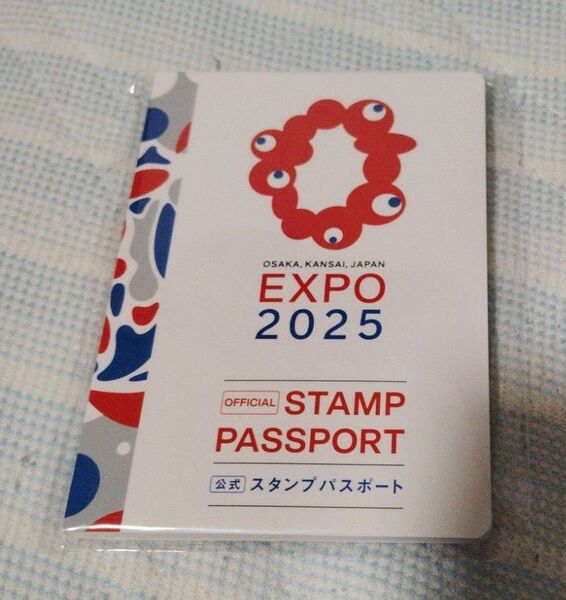 OSAKA, KANSAI, JAPAN
EXPO
2025
OFFICIAL STAMP
PASSPORT
公式 スタンプパスポート